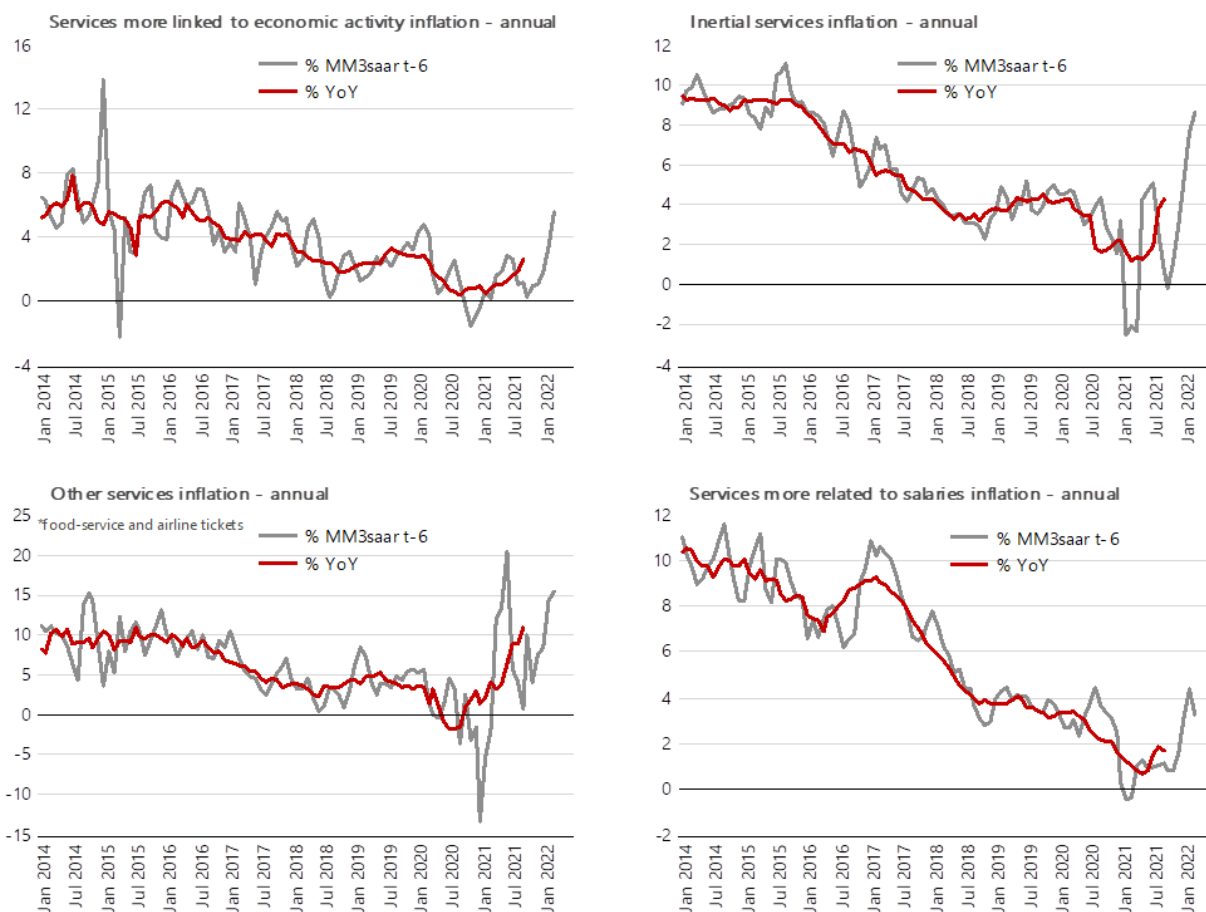 Services more linked to economic activity inflation - annual
16
12
8
4
0
-4
% MM3saar t-6
% YoY
Jan 2014
Jul 2014
Jan 2015
Jul 2015
Jan 2016
Jul 2016
Jan 2017
Jul 2017
Jan 2018
Jul 2018
Jan 2019
Jul 2019
Jan 2020
Jul 2020
Jan 2021
Jul 2021
Jan 2022
Inertial services inflation - annual
12
10
8
6
4
2
0
-2
-4
% MM3saar t-6
% YoY
Jan 2014
Jul 2014
Jan 2015
Jul 2015
Jan 2016
Jul 2016
Jan 2017
Jul 2017
Jan 2018
Jul 2018
Jan 2019
Jul 2019
Jan 2020
Jul 2020
Jan 2021
Jul 2021
Jan 2022
Other services inflation - annual
*food-service and airline tickets
25
20
15
10
5
0
-5
-10
-15
% MM3saar t-6
% YoY
Jan 2014
Jul 2014
Jan 2015
Jul 2015
Jan 2016
Jul 2016
Jan 2017
Jul 2017
Jan 2018
Jul 2018
Jan 2019
Jul 2019
Jan 2020
Jul 2020
Jan 2021
Jul 2021
Jan 2022
Services more related to salaries inflation - annual
12
10
8
6
4
2
0
-2
% MM3saar t-6
% YoY
Jan 2014
Jul 2014
Jan 2015
Jul 2015
Jan 2016
Jul 2016
Jan 2017
Jul 2017
Jan 2018
Jul 2018
Jan 2019
Jul 2019
Jan 2020
Jul 2020
Jan 2021
Jul 2021
Jan 2022